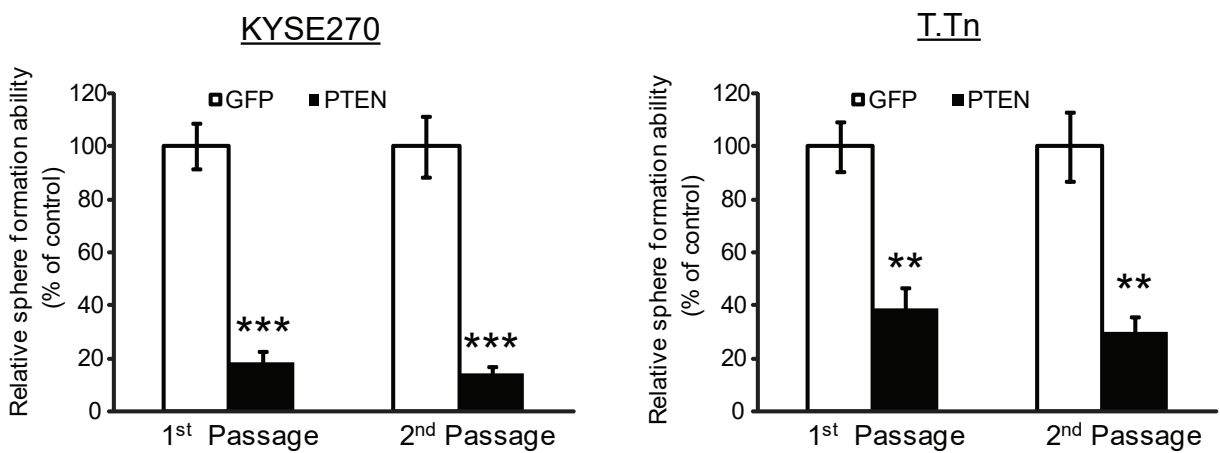 KYSE270
Relative sphere formation ability
(% of control)
120
100
80
60
40
20
0
GFP PTEN
***
***
1st Passage
2nd Passage
T.Tn
Relative sphere formation ability
(% of control)
120
100
80
60
40
20
0
GFP PTEN
**
**
1st Passage
2nd Passage